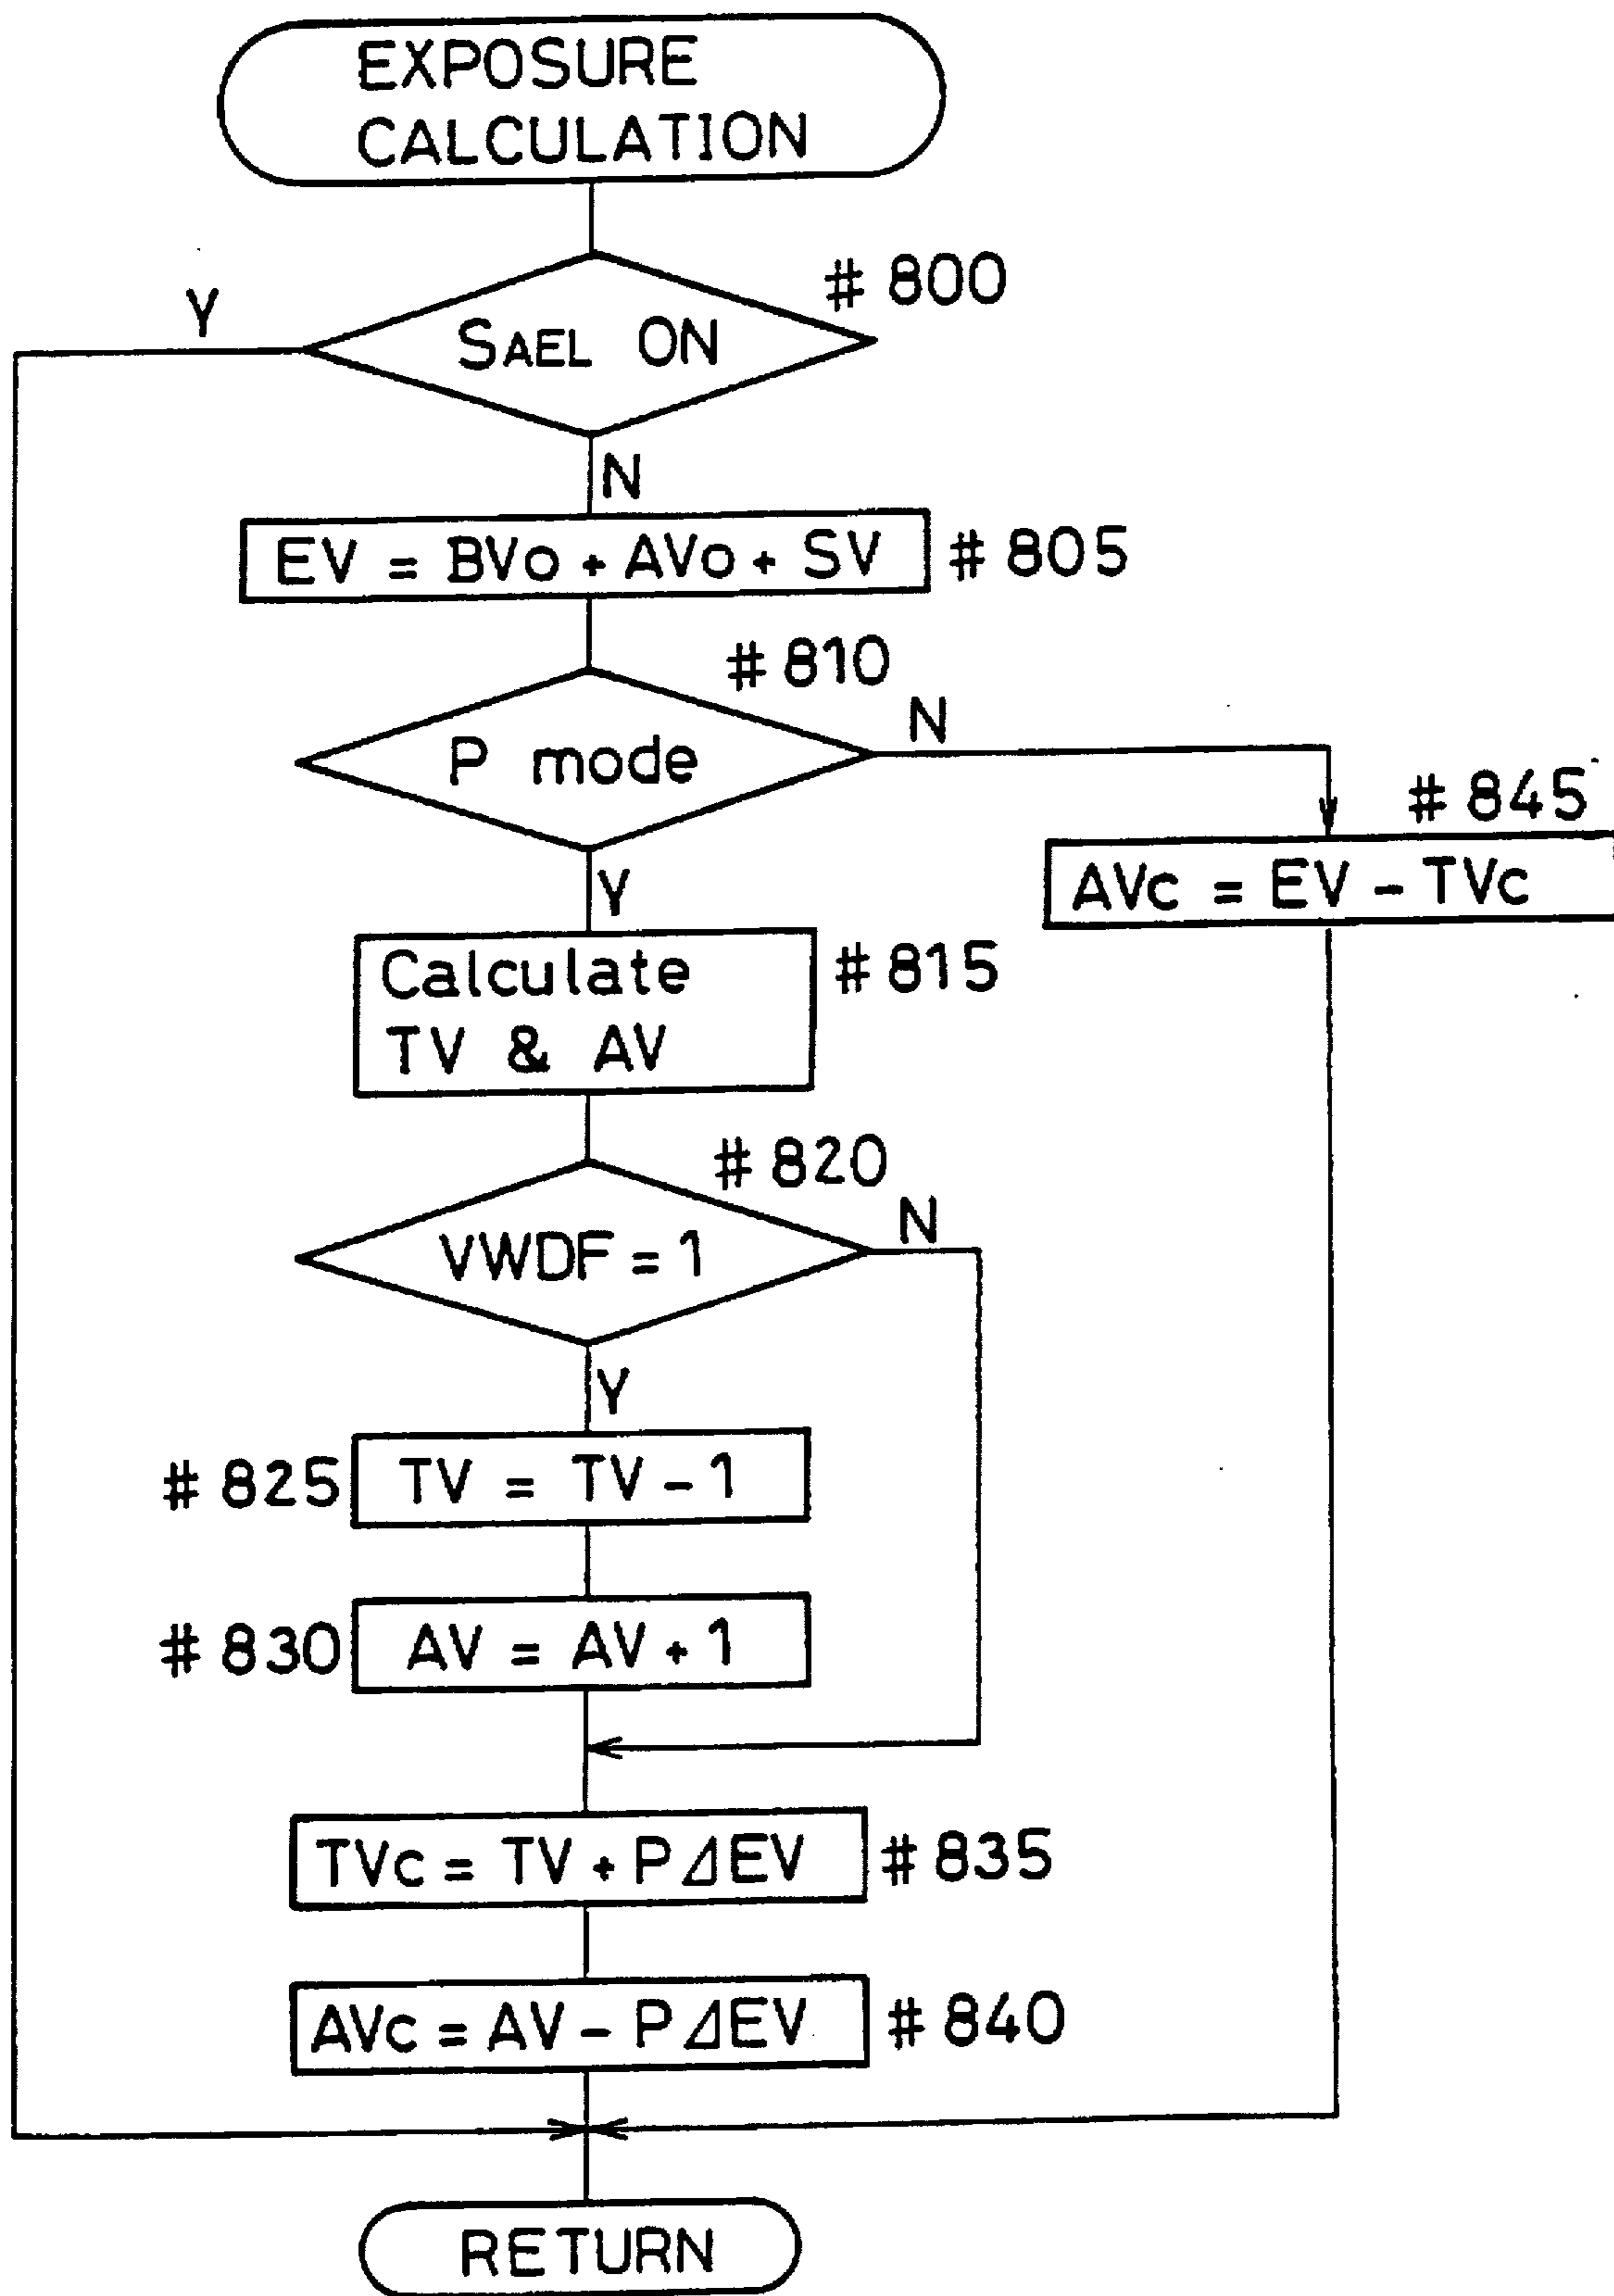 EXPOSURE
CALCULATION
# 800
Y
SAEL ON
N
EV = BVo + AVo + SV
# 805
# 810
N
P mode
# 845
Y
AVc = EV - TVc
Calculate
TV & AV
# 815
# 820
N
VWDF = 1
Y
# 825
TV = TV - 1
# 830
AV = AV + 1
TVc = TV + PΔEV
# 835
AVc = AV - PΔEV
# 840
RETURN